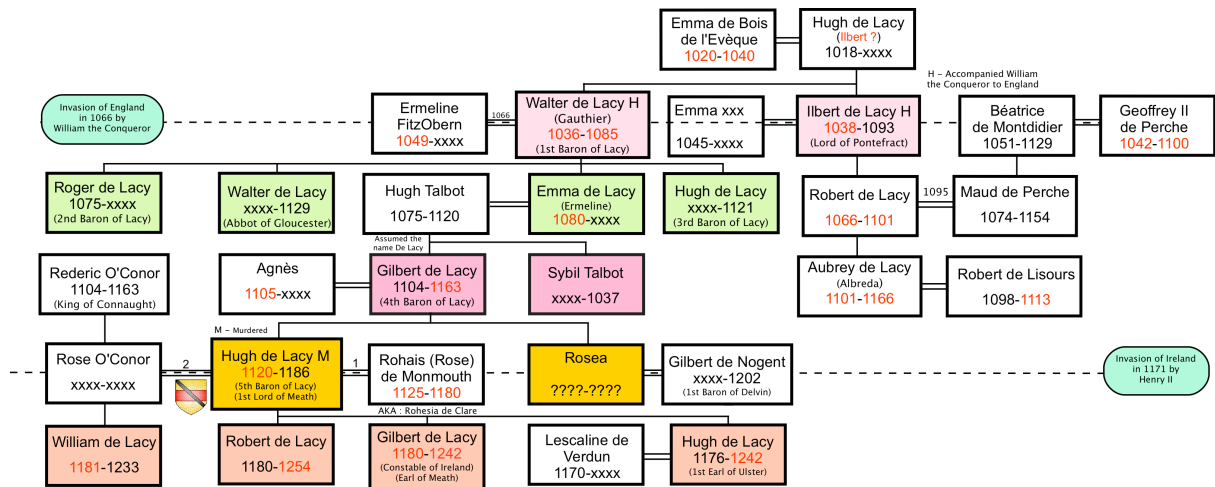 Emma de Bois
de l'Evèque
1020-1040
Hugh de Lacy
(Ilbert ?)
1018-xxxx
H - Accompanied William
the Conqueror to England
Invasion of England
in 1066 by
William the Conqueror
Ermeline
FitzObern
1049-xxxx
1066
Walter de Lacy H
(Gauthier)
1036-1085
(1st Baron of Lacy)
Emma xxx
1045-xxxx
Ilbert de Lacy H
1038-1093
(Lord of Pontefract)
Béatrice
de Montdidier
1051-1129
Geoffrey II
de Perche
1042-1100
Roger de Lacy
1075-xxxx
(2nd Baron of Lacy)
Walter de Lacy
xxxx-1129
(Abbot of Gloucester)
Hugh Talbot
1075-1120
Emma de Lacy
(Ermeline)
1080-xxxx
Hugh de Lacy
xxxx-1121
(3rd Baron of Lacy)
Robert de Lacy
1066-1101
1095
Maud de Perche
1074-1154
Assumed the
name De Lacy
Rederic O'Conor
1104-1163
(King of Connaught)
Agnès
1105-xxxx
Gilbert de Lacy
1104-1163
(4th Baron of Lacy)
Sybil Talbot
xxxx-1037
Aubrey de Lacy
(Albreda)
1101-1166
Robert de Lisours
1098-1113
M - Murdered
Rose O'Conor
xxxx-xxxx
2
Hugh de Lacy M
1120-1186
(5th Baron of Lacy)
(1st Lord of Meath)
1
Rohais (Rose)
de Monmouth
1125-1180
Rosea
????-????
Gilbert de Nogent
xxxx-1202
(1st Baron of Delvin)
Invasion of Ireland
in 1171 by
Henry II
AKA : Rohesia de Clare
William de Lacy
1181-1233
Robert de Lacy
1180-1254
Gilbert de Lacy
1180-1242
(Constable of Ireland)
(Earl of Meath)
Lescaline de
Verdun
1170-xxxx
Hugh de Lacy
1176-1242
(1st Earl of Ulster)